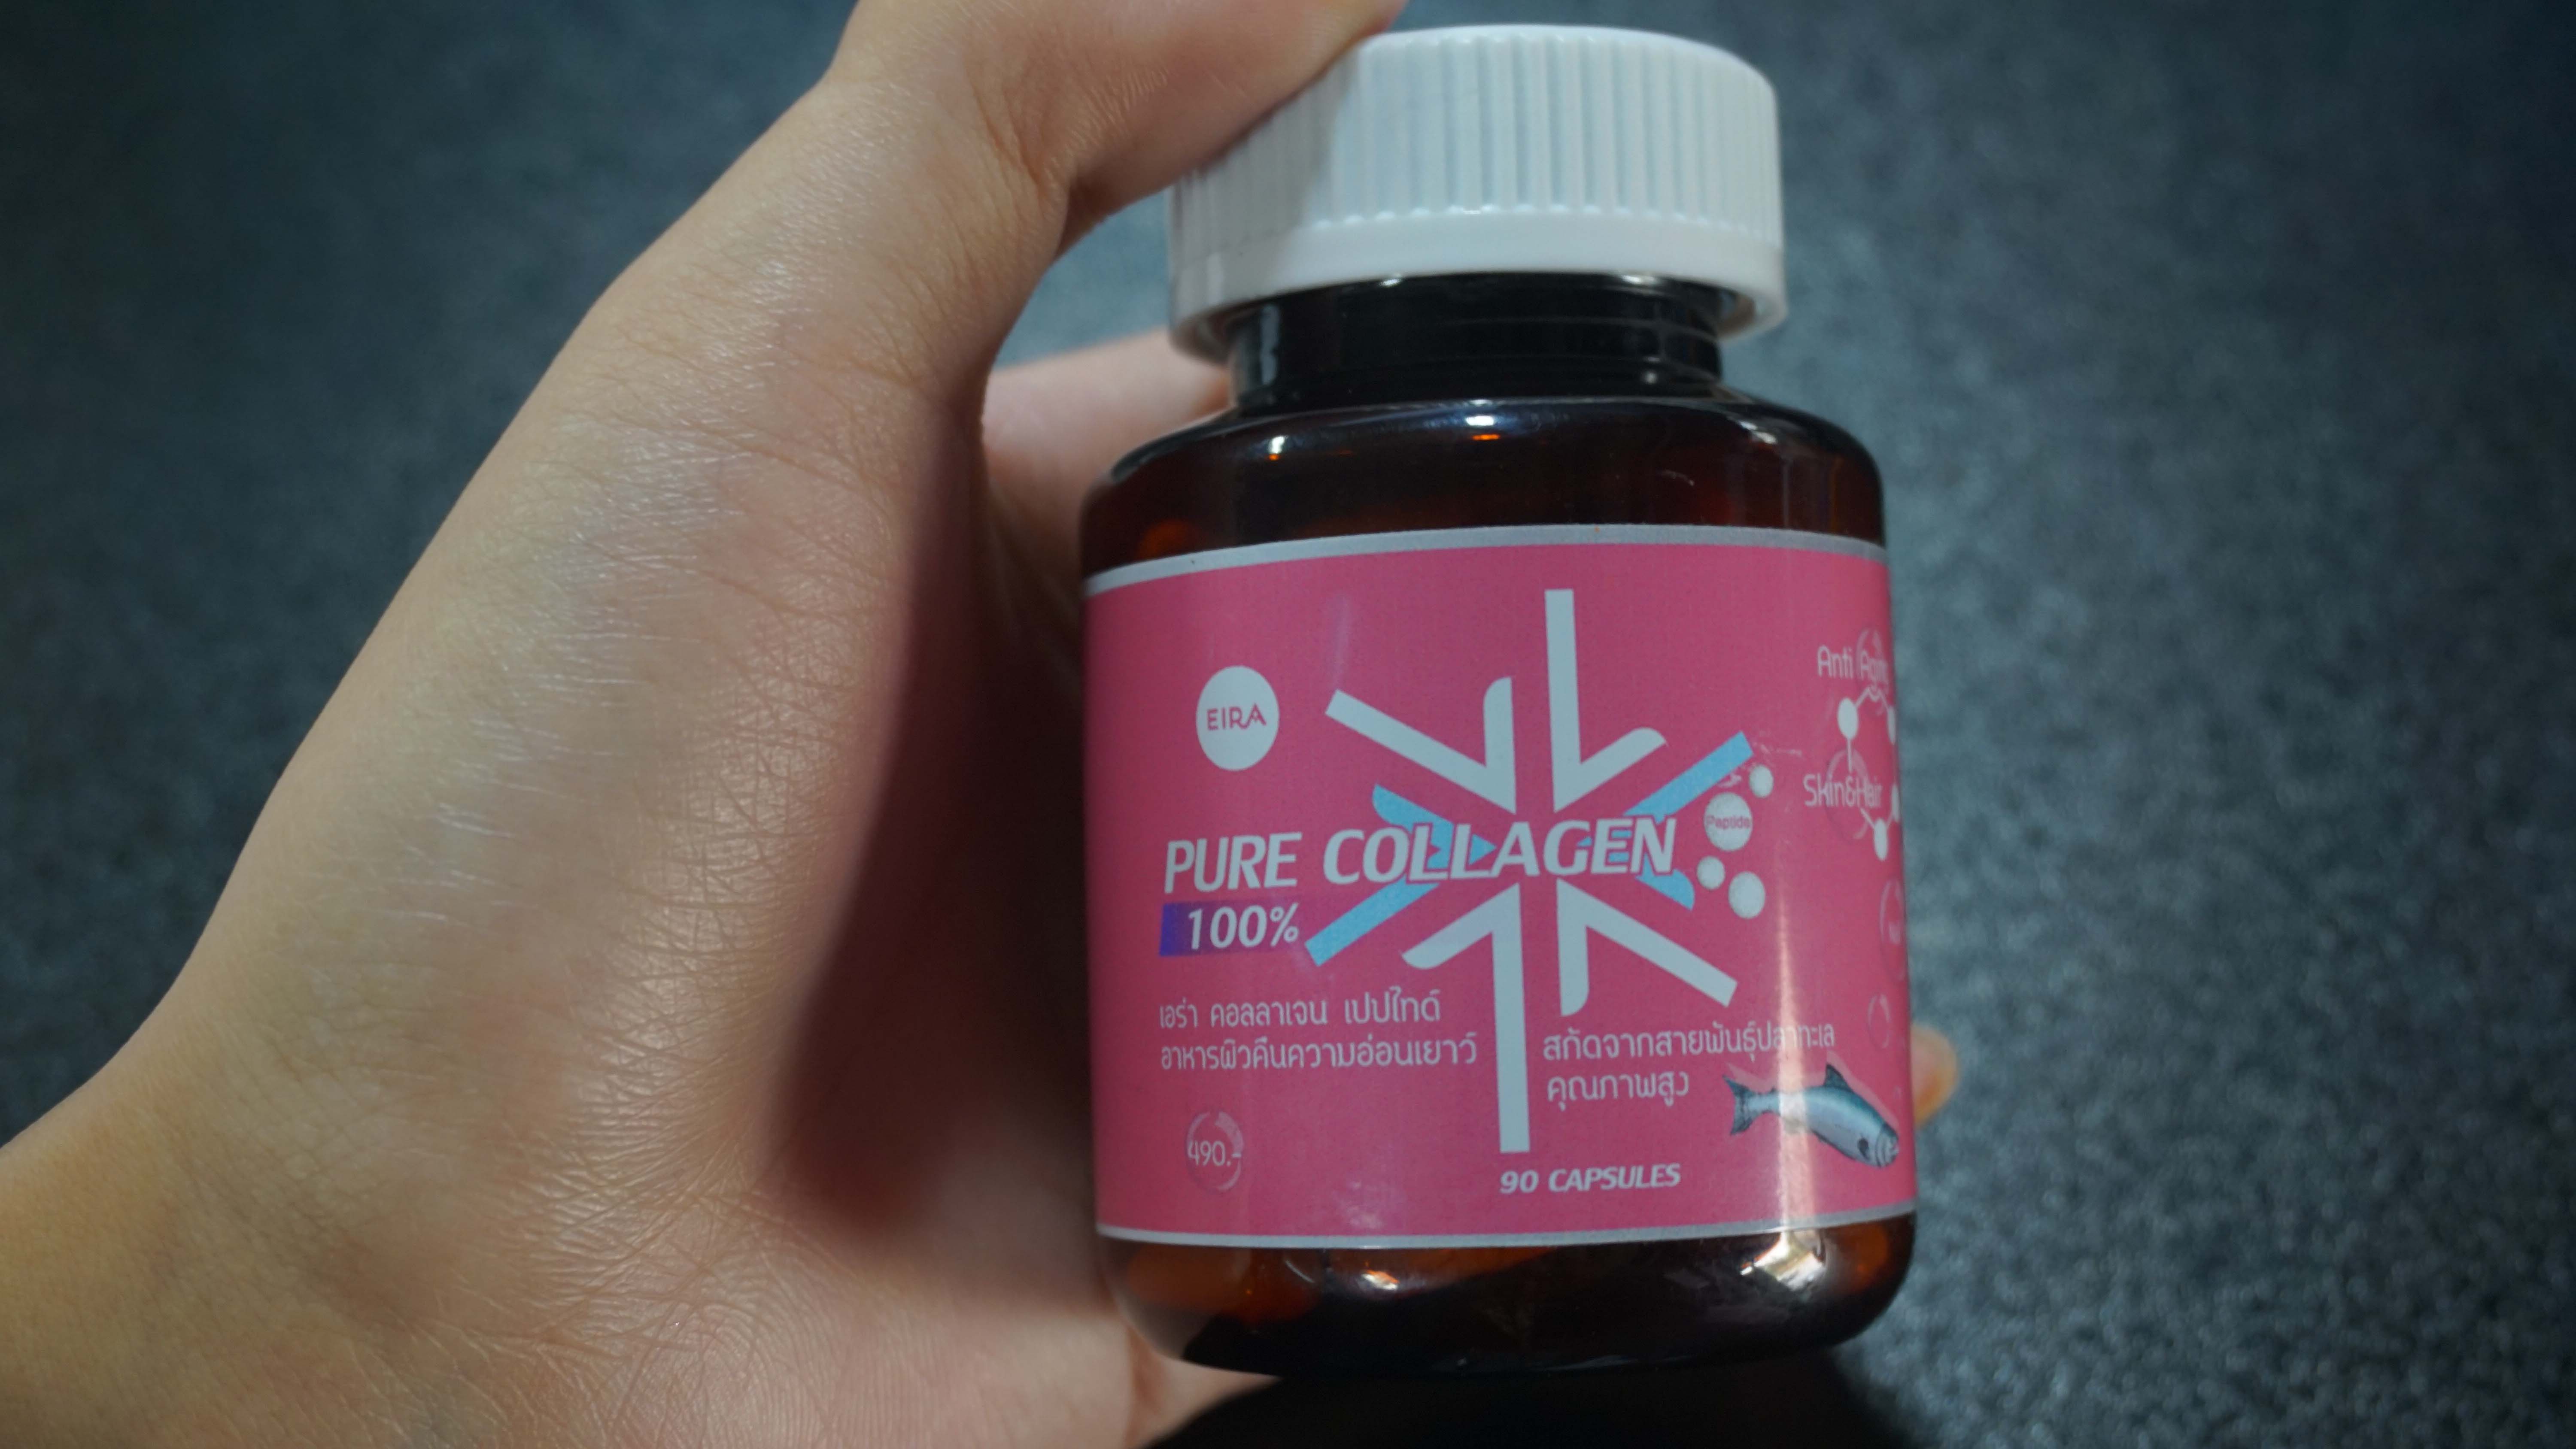 EIRA
Anti Aging
Skin&Hair
Peptide
PURE COLLAGEN
100%
เอร่า คอลลาเจน เปปไทด์
อาหารผิวคืนความอ่อนเยาว์
สกัดจากสายพันธุ์ปลาทะเล
คุณภาพสูง
490.-
90 CAPSULES